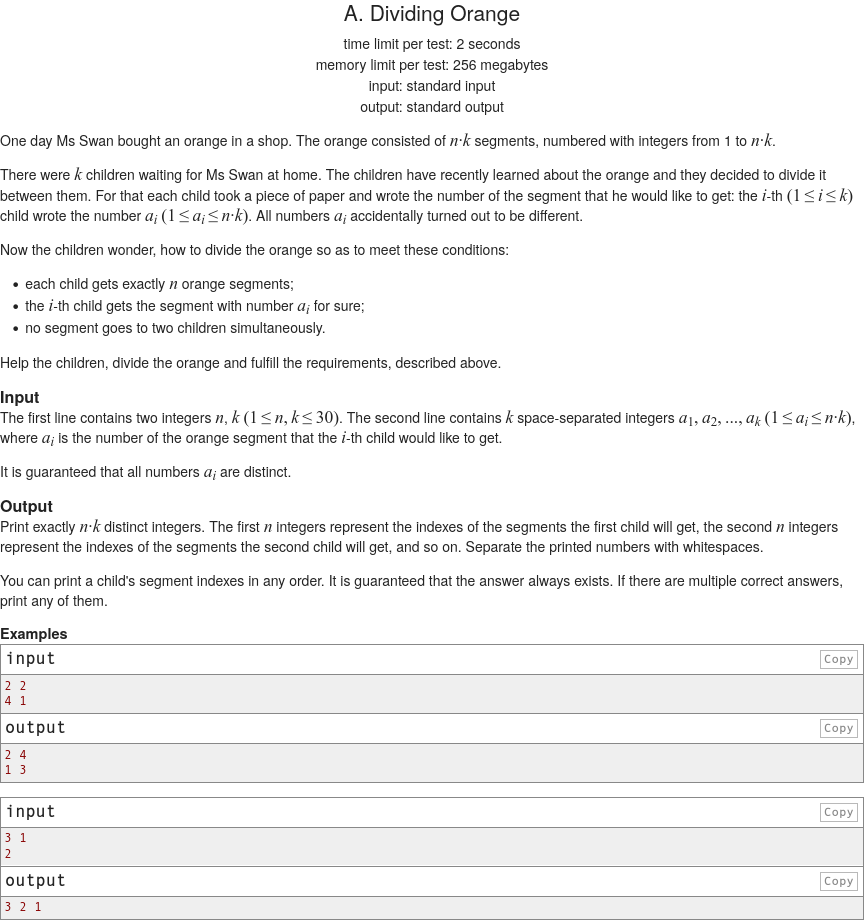 A. Dividing Orange
time limit per test: 2 seconds
memory limit per test: 256 megabytes
input: standard input
output: standard output
One day Ms Swan bought an orange in a shop. The orange consisted of n·k segments, numbered with integers from 1 to n·k.
There were k children waiting for Ms Swan at home. The children have recently learned about the orange and they decided to divide it
between them. For that each child took a piece of paper and wrote the number of the segment that he would like to get: the i-th (1 ≤ i ≤ k)
child wrote the number a_i (1 ≤ a_i ≤ n·k). All numbers a_i accidentally turned out to be different.
Now the children wonder, how to divide the orange so as to meet these conditions:
• each child gets exactly n orange segments;
• the i-th child gets the segment with number a_i for sure;
• no segment goes to two children simultaneously.
Help the children, divide the orange and fulfill the requirements, described above.
Input
The first line contains two integers n, k (1 ≤ n, k ≤ 30). The second line contains k space-separated integers a_1, a_2, ..., a_k (1 ≤ a_i ≤ n·k),
where a_i is the number of the orange segment that the i-th child would like to get.
It is guaranteed that all numbers a_i are distinct.
Output
Print exactly n·k distinct integers. The first n integers represent the indexes of the segments the first child will get, the second n integers
represent the indexes of the segments the second child will get, and so on. Separate the printed numbers with whitespaces.
You can print a child's segment indexes in any order. It is guaranteed that the answer always exists. If there are multiple correct answers,
print any of them.
Examples
input Copy
2 2
4 1
output Copy
2 4
1 3
input Copy
3 1
2
output Copy
3 2 1